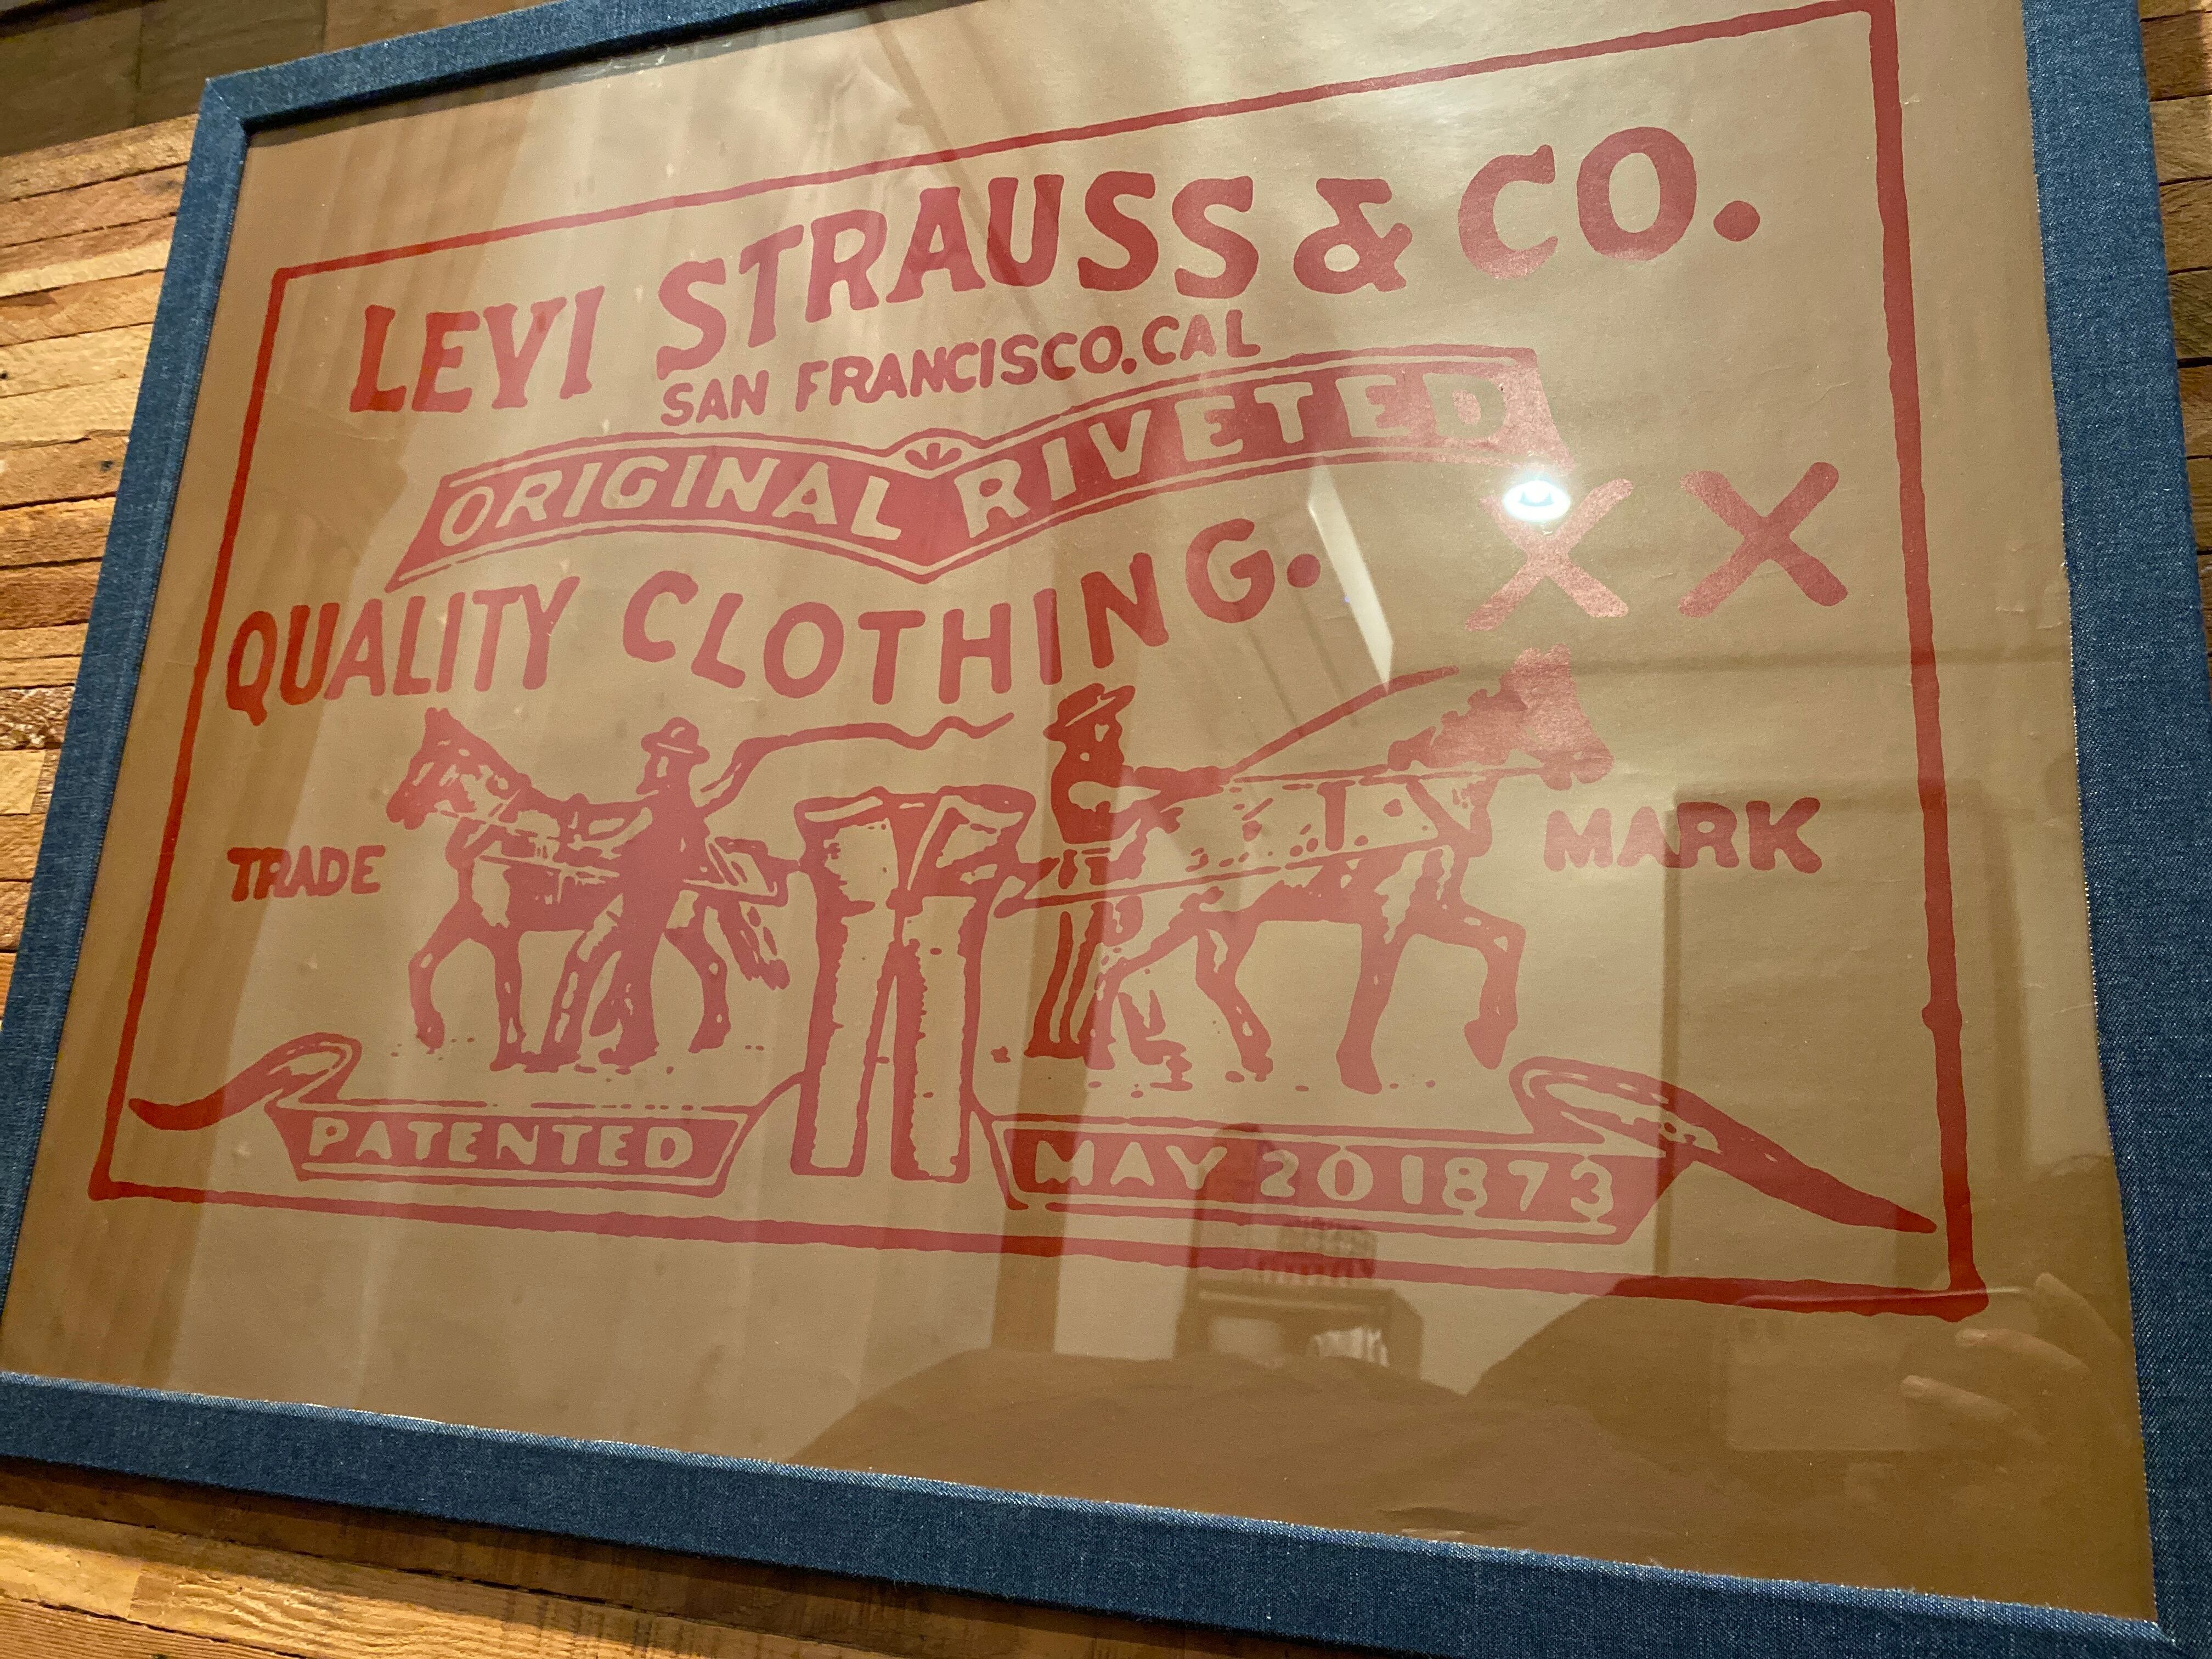 LEVI STRAUSS & CO.
SAN FRANCISCO, CAL
ORIGINAL RIVETED
QUALITY CLOTHING. XX
TRADE MARK
PATENTED MAY 20 1873